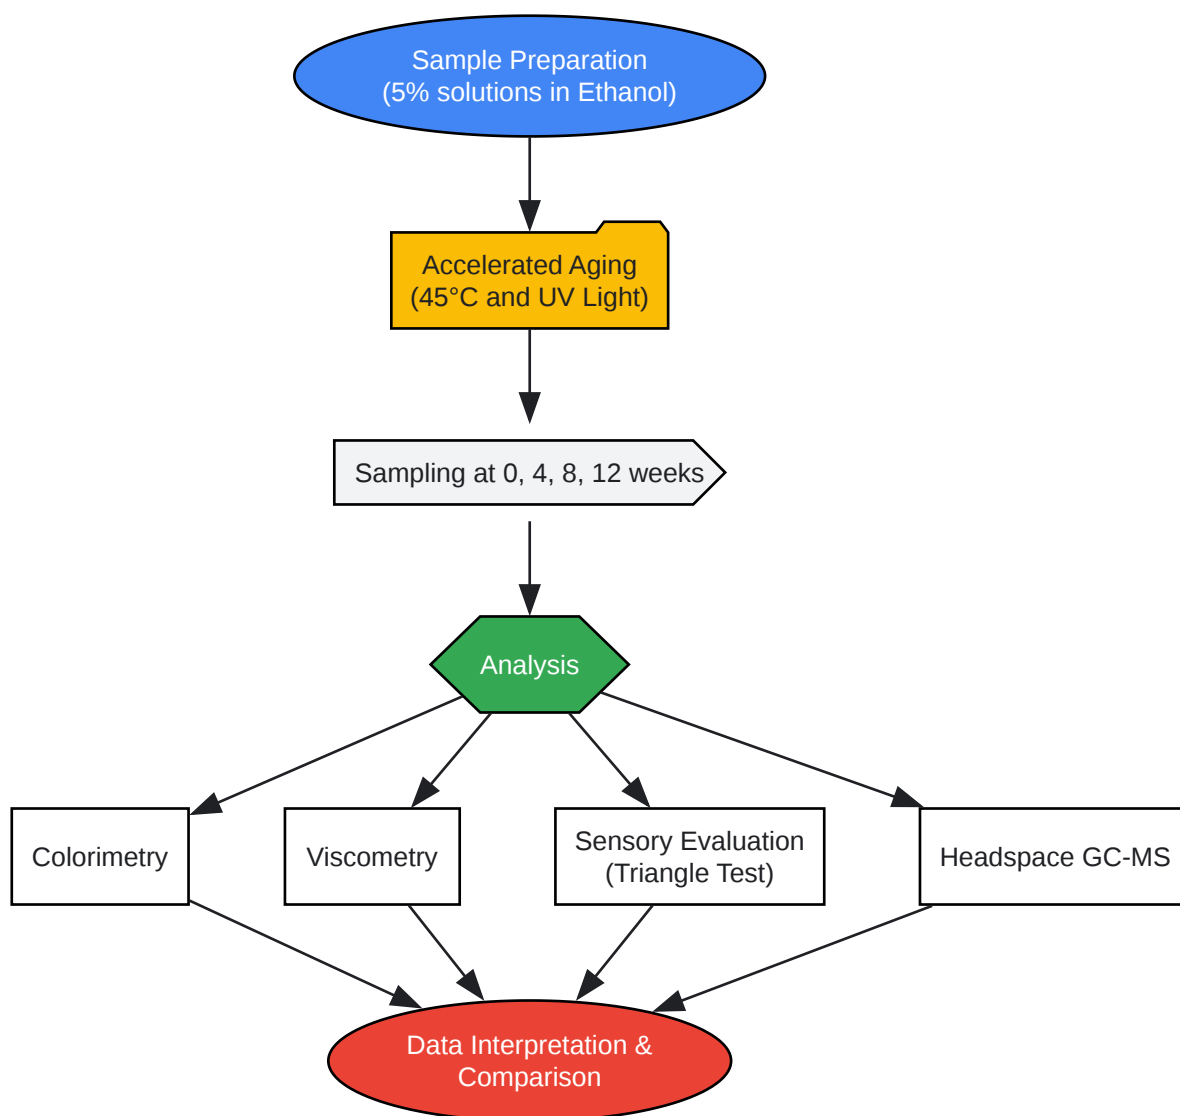 Sample Preparation
(5% solutions in Ethanol)
Accelerated Aging
(45°C and UV Light)
Sampling at 0, 4, 8, 12 weeks
Analysis
Colorimetry
Viscometry
Sensory Evaluation
(Triangle Test)
Headspace GC-MS
Data Interpretation &
Comparison